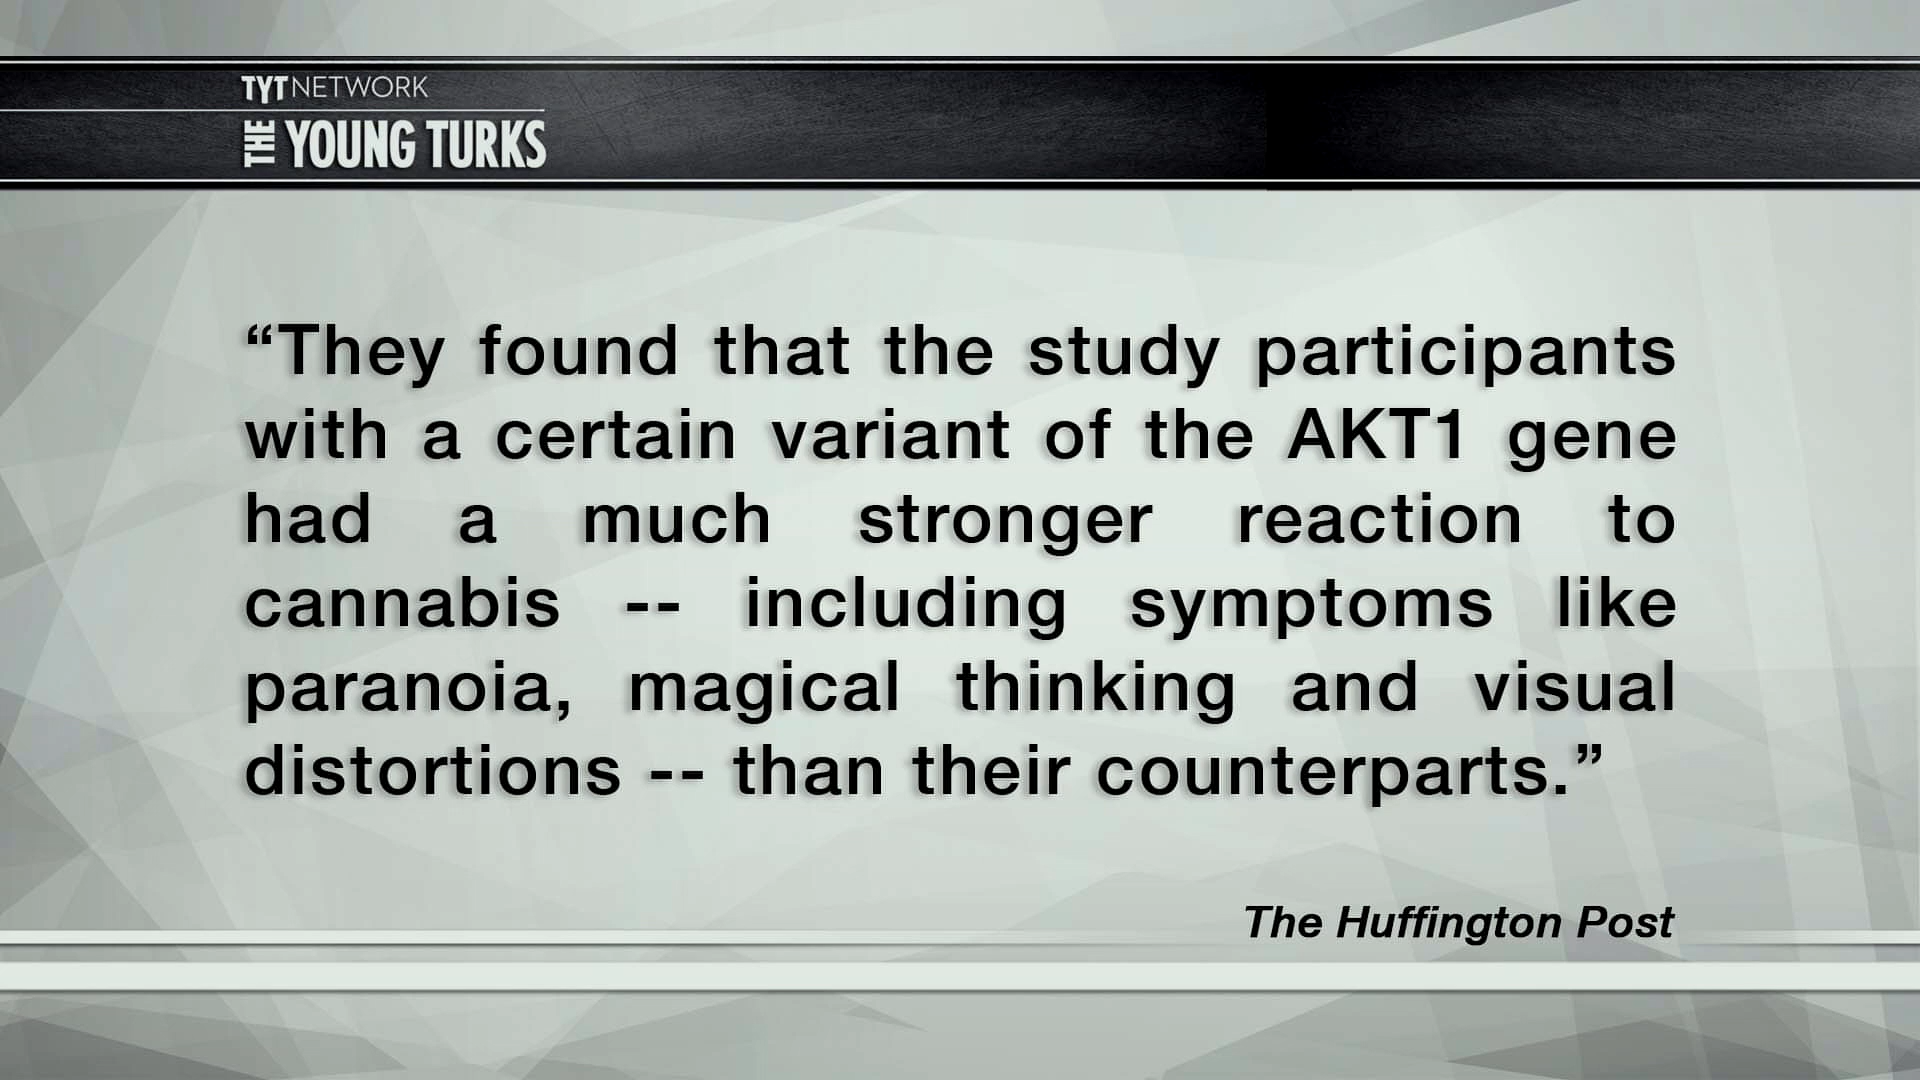 TYT NETWORK
THE YOUNG TURKS
“They found that the study participants
with a certain variant of the AKT1 gene
had a much stronger reaction to
cannabis -- including symptoms like
paranoia, magical thinking and visual
distortions -- than their counterparts.”
The Huffington Post